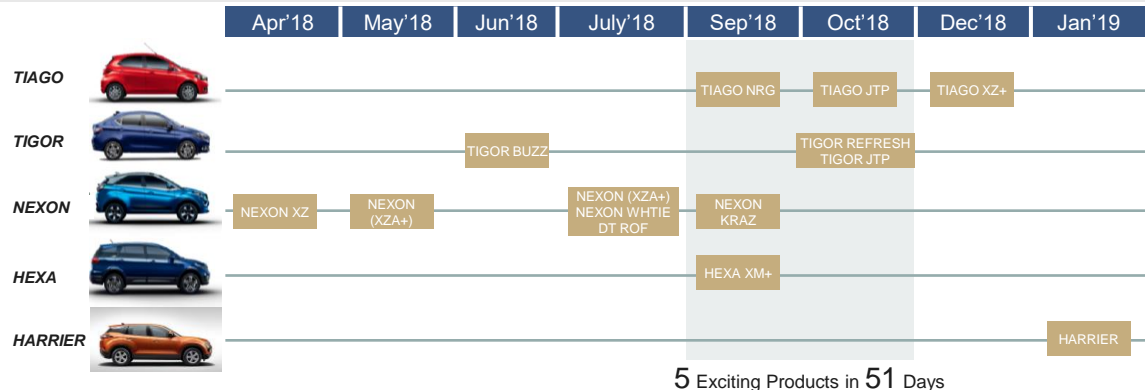 Apr'18 May'18 Jun'18 July'18 Sep'18 Oct'18 Dec'18 Jan'19
TIAGO
TIAGO NRG
TIAGO JTP
TIAGO XZ+
TIGOR
TIGOR BUZZ
TIGOR REFRESH
TIGOR JTP
NEXON
NEXON XZ
NEXON
(XZA+)
NEXON (XZA+)
NEXON WHTIE
DT ROF
NEXON
KRAZ
HEXA
HEXA XM+
HARRIER
HARRIER
5 Exciting Products in 51 Days